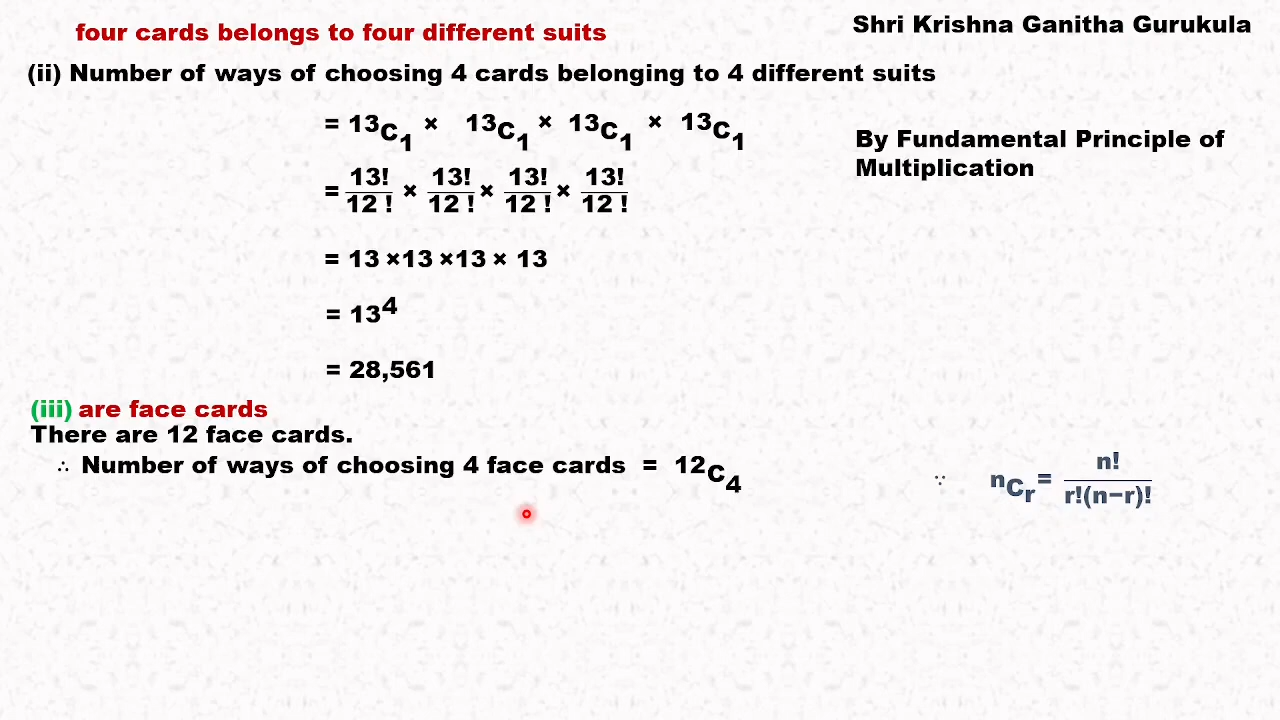 four cards belongs to four different suits
Shri Krishna Ganitha Gurukula
(ii) Number of ways of choosing 4 cards belonging to 4 different suits
= 13C1 × 13C1 × 13C1 × 13C1
By Fundamental Principle of
Multiplication
= 13!/12 ! × 13!/12 ! × 13!/12 ! × 13!/12 !
= 13 ×13 ×13 × 13
= 13^4
= 28,561
(iii) are face cards
There are 12 face cards.
∴ Number of ways of choosing 4 face cards = 12C4
∵ nCr = n!/r!(n−r)!